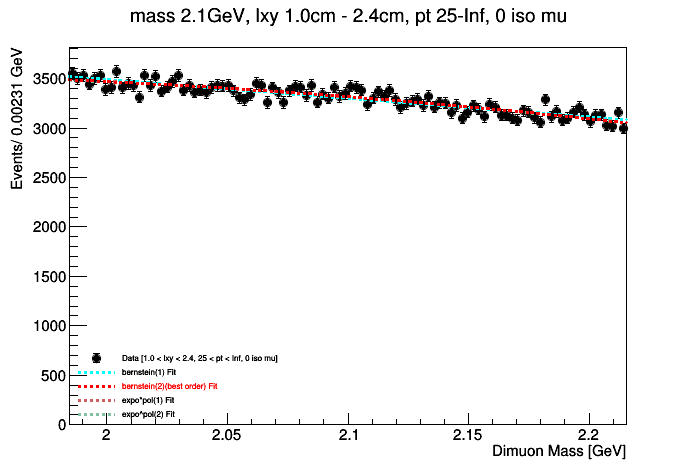 mass 2.1GeV, lxy 1.0cm - 2.4cm, pt 25-Inf, 0 iso mu
Events/ 0.00231 GeV
3500
3000
2500
2000
1500
1000
500
0
Data [1.0 < lxy < 2.4, 25 < pt < Inf, 0 iso mu]
bernstein(1) Fit
bernstein(2)(best order) Fit
expo*pol(1) Fit
expo*pol(2) Fit
2 2.05 2.1 2.15 2.2
Dimuon Mass [GeV]